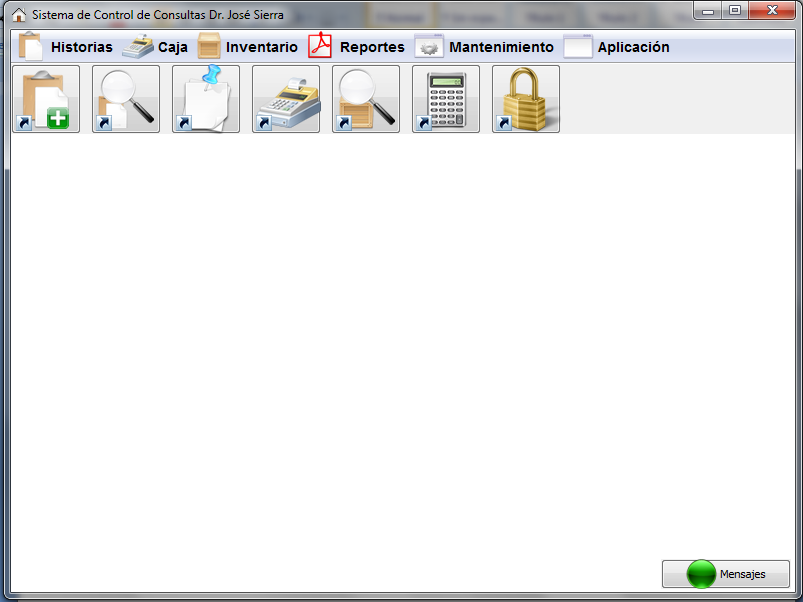 Sistema de Control de Consultas Dr. José Sierra
Historias Caja Inventario Reportes Mantenimiento Aplicación
Mensajes